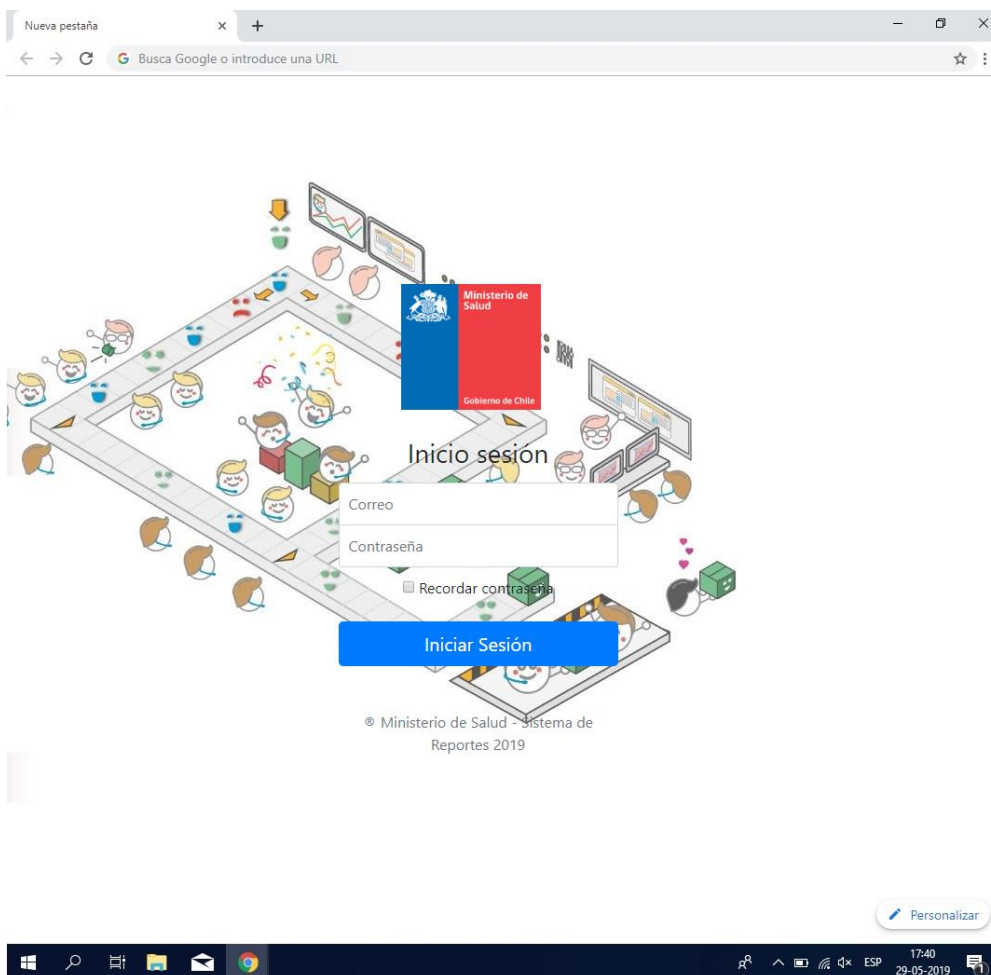 Nueva pestaña
Busca Google o introduce una URL
Ministerio de
Salud
Gobierno de Chile
Inicio sesión
Correo
Contraseña
Recordar contraseña
Iniciar Sesión
® Ministerio de Salud - Sistema de
Reportes 2019
Personalizar
ESP
17:40
29-05-2019
1